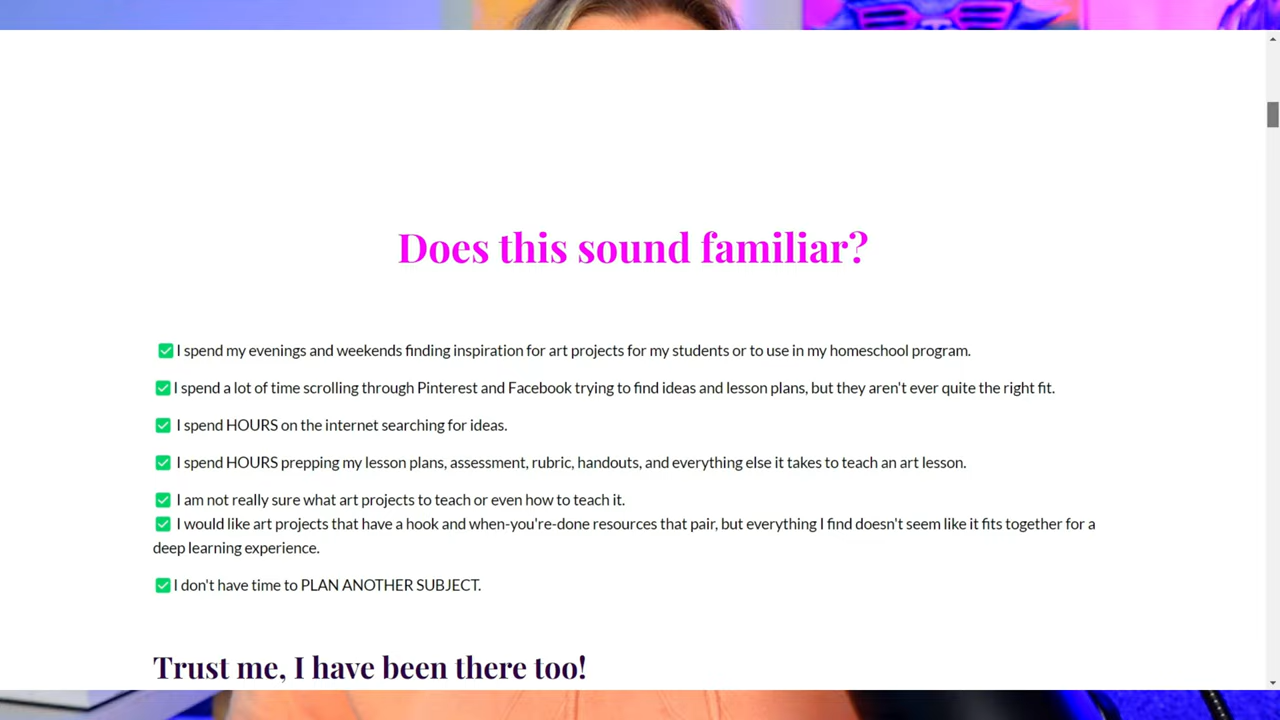 Does this sound familiar?
✅ I spend my evenings and weekends finding inspiration for art projects for my students or to use in my homeschool program.
✅ I spend a lot of time scrolling through Pinterest and Facebook trying to find ideas and lesson plans, but they aren't ever quite the right fit.
✅ I spend HOURS on the internet searching for ideas.
✅ I spend HOURS prepping my lesson plans, assessment, rubric, handouts, and everything else it takes to teach an art lesson.
✅ I am not really sure what art projects to teach or even how to teach it.
✅ I would like art projects that have a hook and when-you're-done resources that pair, but everything I find doesn't seem like it fits together for a
deep learning experience.
✅ I don't have time to PLAN ANOTHER SUBJECT.
Trust me, I have been there too!